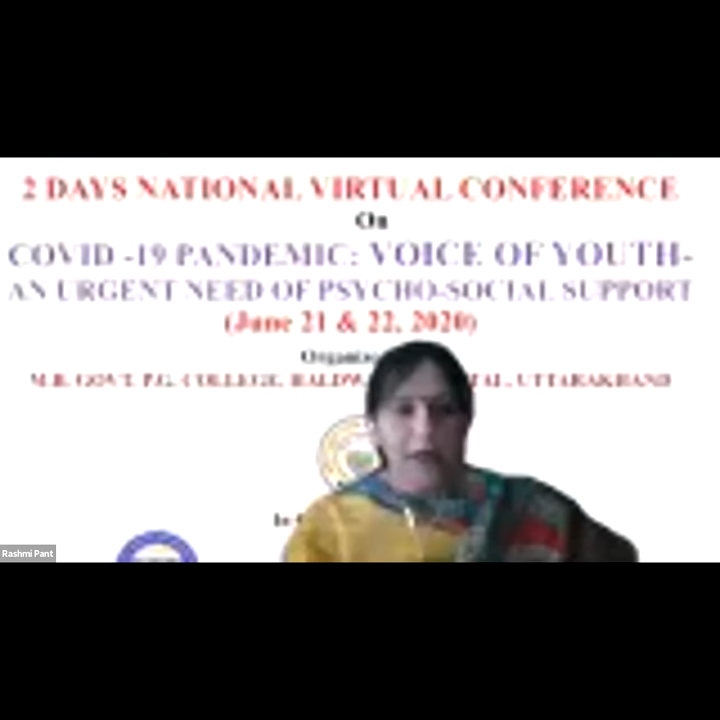 2 DAYS NATIONAL VIRTUAL CONFERENCE
On
COVID -19 PANDEMIC: VOICE OF YOUTH-
AN URGENT NEED OF PSYCHO-SOCIAL SUPPORT
(June 21 & 22, 2020)
M.B. GOVT. P.G. COLLEGE, UTTARAKHAND
Rashmi Pant